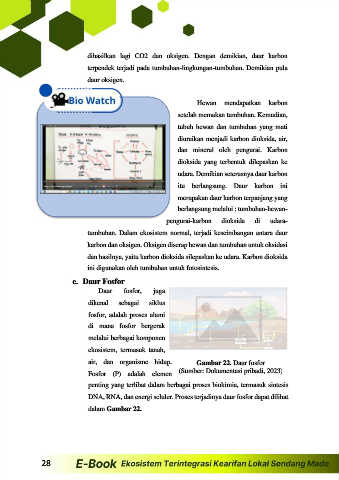 dihasilkan lagi CO2 dan oksigen. Dengan demikian, daur karbon
terpendek terjadi pada tumbuhan-lingkungan-tumbuhan. Demikian pula
daur oksigen.
Bio Watch
Hewan mendapatkan karbon
setelah memakan tumbuhan. Kemudian,
tubuh hewan dan tumbuhan yang mati
diuraikan menjadi karbon dioksida, air,
dan mineral oleh pengurai. Karbon
dioksida yang terbentuk dilepaskan ke
udara. Demikian seterusnya daur karbon
itu berlangsung. Daur karbon ini
merupakan daur karbon terpanjang yang
berlangsung melalui : tumbuhan-hewan-
pengurai-karbon dioksida di udara-
tumbuhan. Dalam ekosistem normal, terjadi keseimbangan antara daur
karbon dan oksigen. Oksigen diserap hewan dan tumbuhan untuk oksidasi
dan hasilnya, yaitu karbon dioksida dilepaskan ke udara. Karbon dioksida
ini digunakan oleh tumbuhan untuk fotosintesis.
c. Daur Fosfor
Daur fosfor, juga
dikenal sebagai siklus
fosfor, adalah proses alami
di mana fosfor bergerak
melalui berbagai komponen
ekosistem, termasuk tanah,
air, dan organisme hidup.
Fosfor (P) adalah elemen
Gambar 22. Daur fosfor
(Sumber: Dokumentasi pribadi, 2023)
penting yang terlibat dalam berbagai proses biokimia, termasuk sintesis
DNA, RNA, dan energi seluler. Proses terjadinya daur fosfor dapat dilihat
dalam Gambar 22.
28
E-Book Ekosistem Terintegrasi Kearifan Lokal Sendang Made